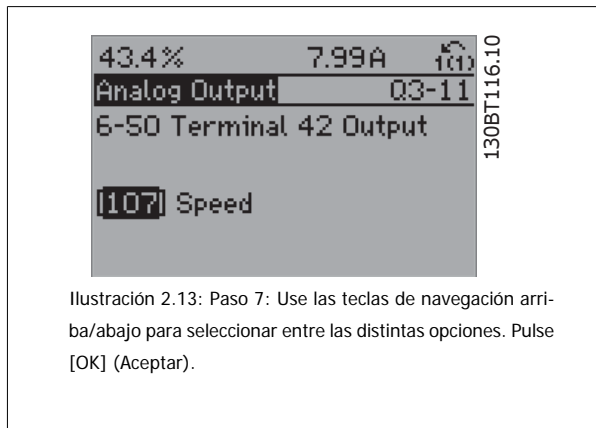 43.4% 7.99A 1(1)
Analog Output Q3-11
6-50 Terminal 42 Output
[107] Speed
130BT116.10
Ilustración 2.13: Paso 7: Use las teclas de navegación arri-
ba/abajo para seleccionar entre las distintas opciones. Pulse
[OK] (Aceptar).